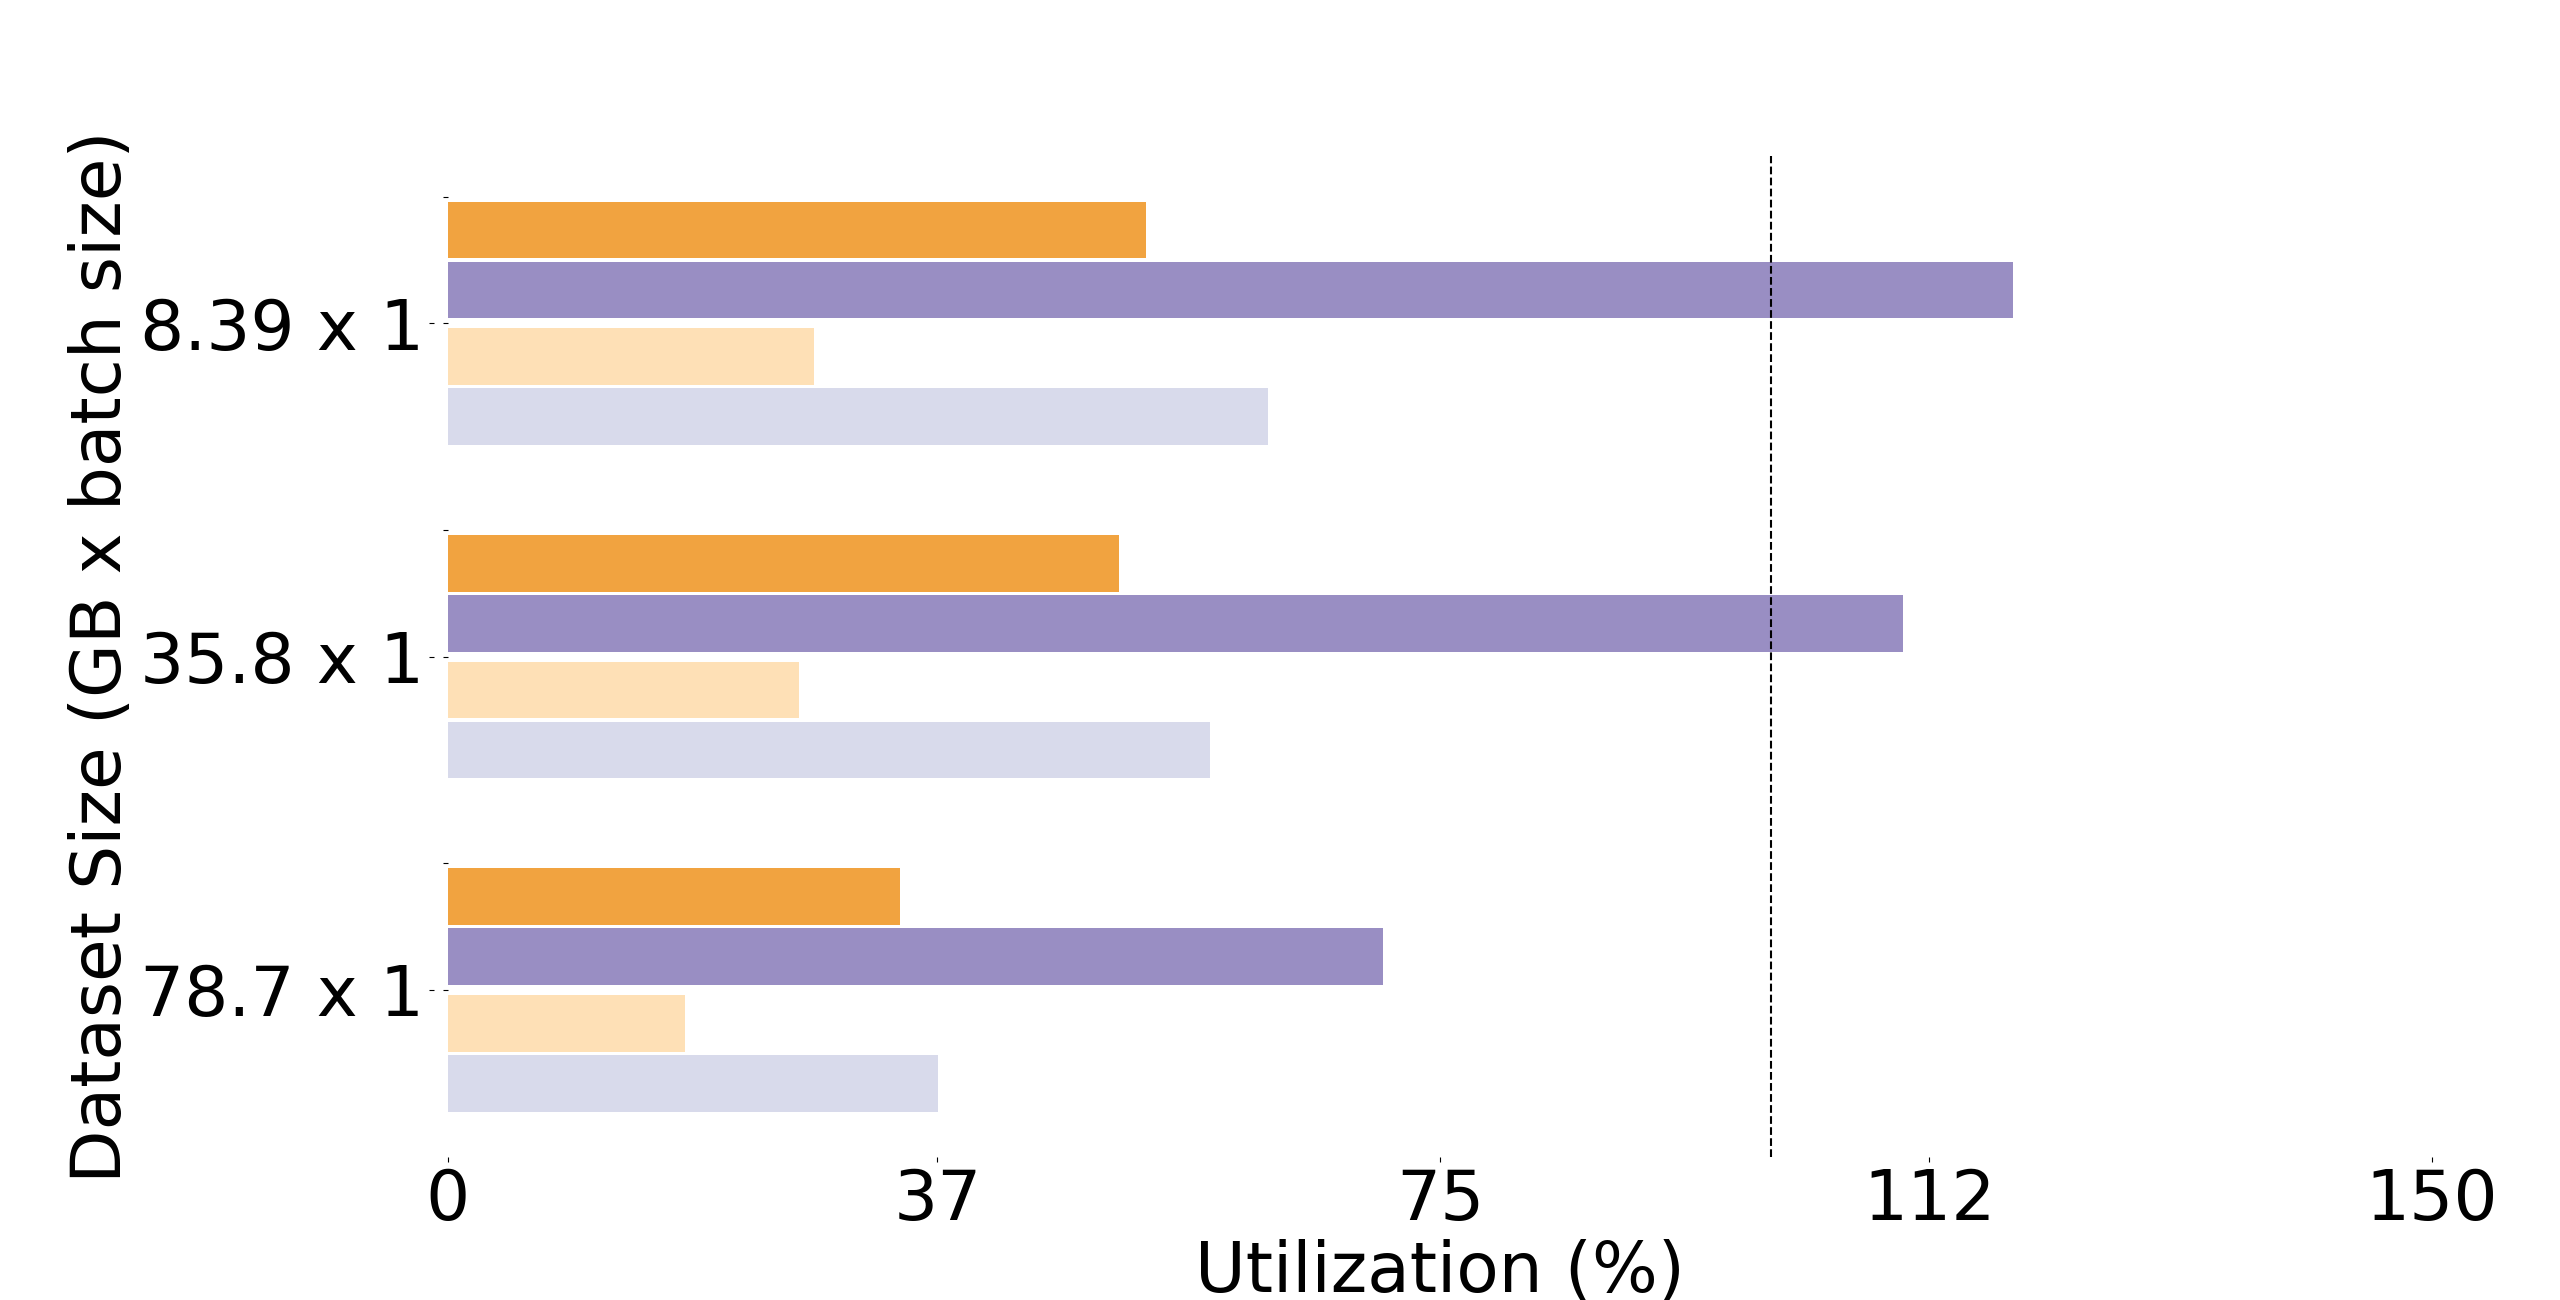 Dataset Size (GB x batch size)
8.39 x 1
35.8 x 1
78.7 x 1
0 37 75 112 150
Utilization (%)